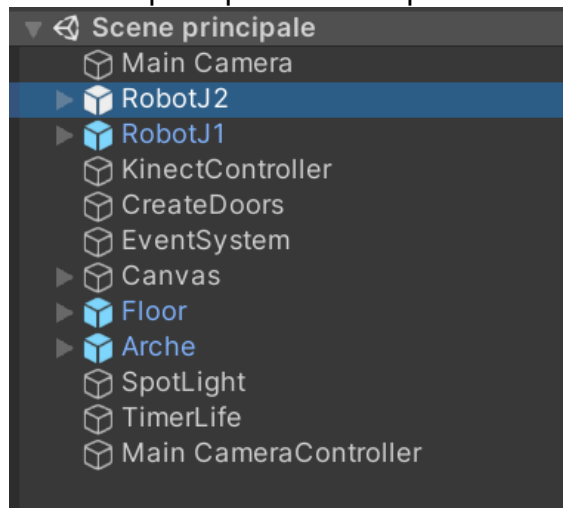 Scene principale
Main Camera
RobotJ2
RobotJ1
KinectController
CreateDoors
EventSystem
Canvas
Floor
Arche
SpotLight
TimerLife
Main CameraController